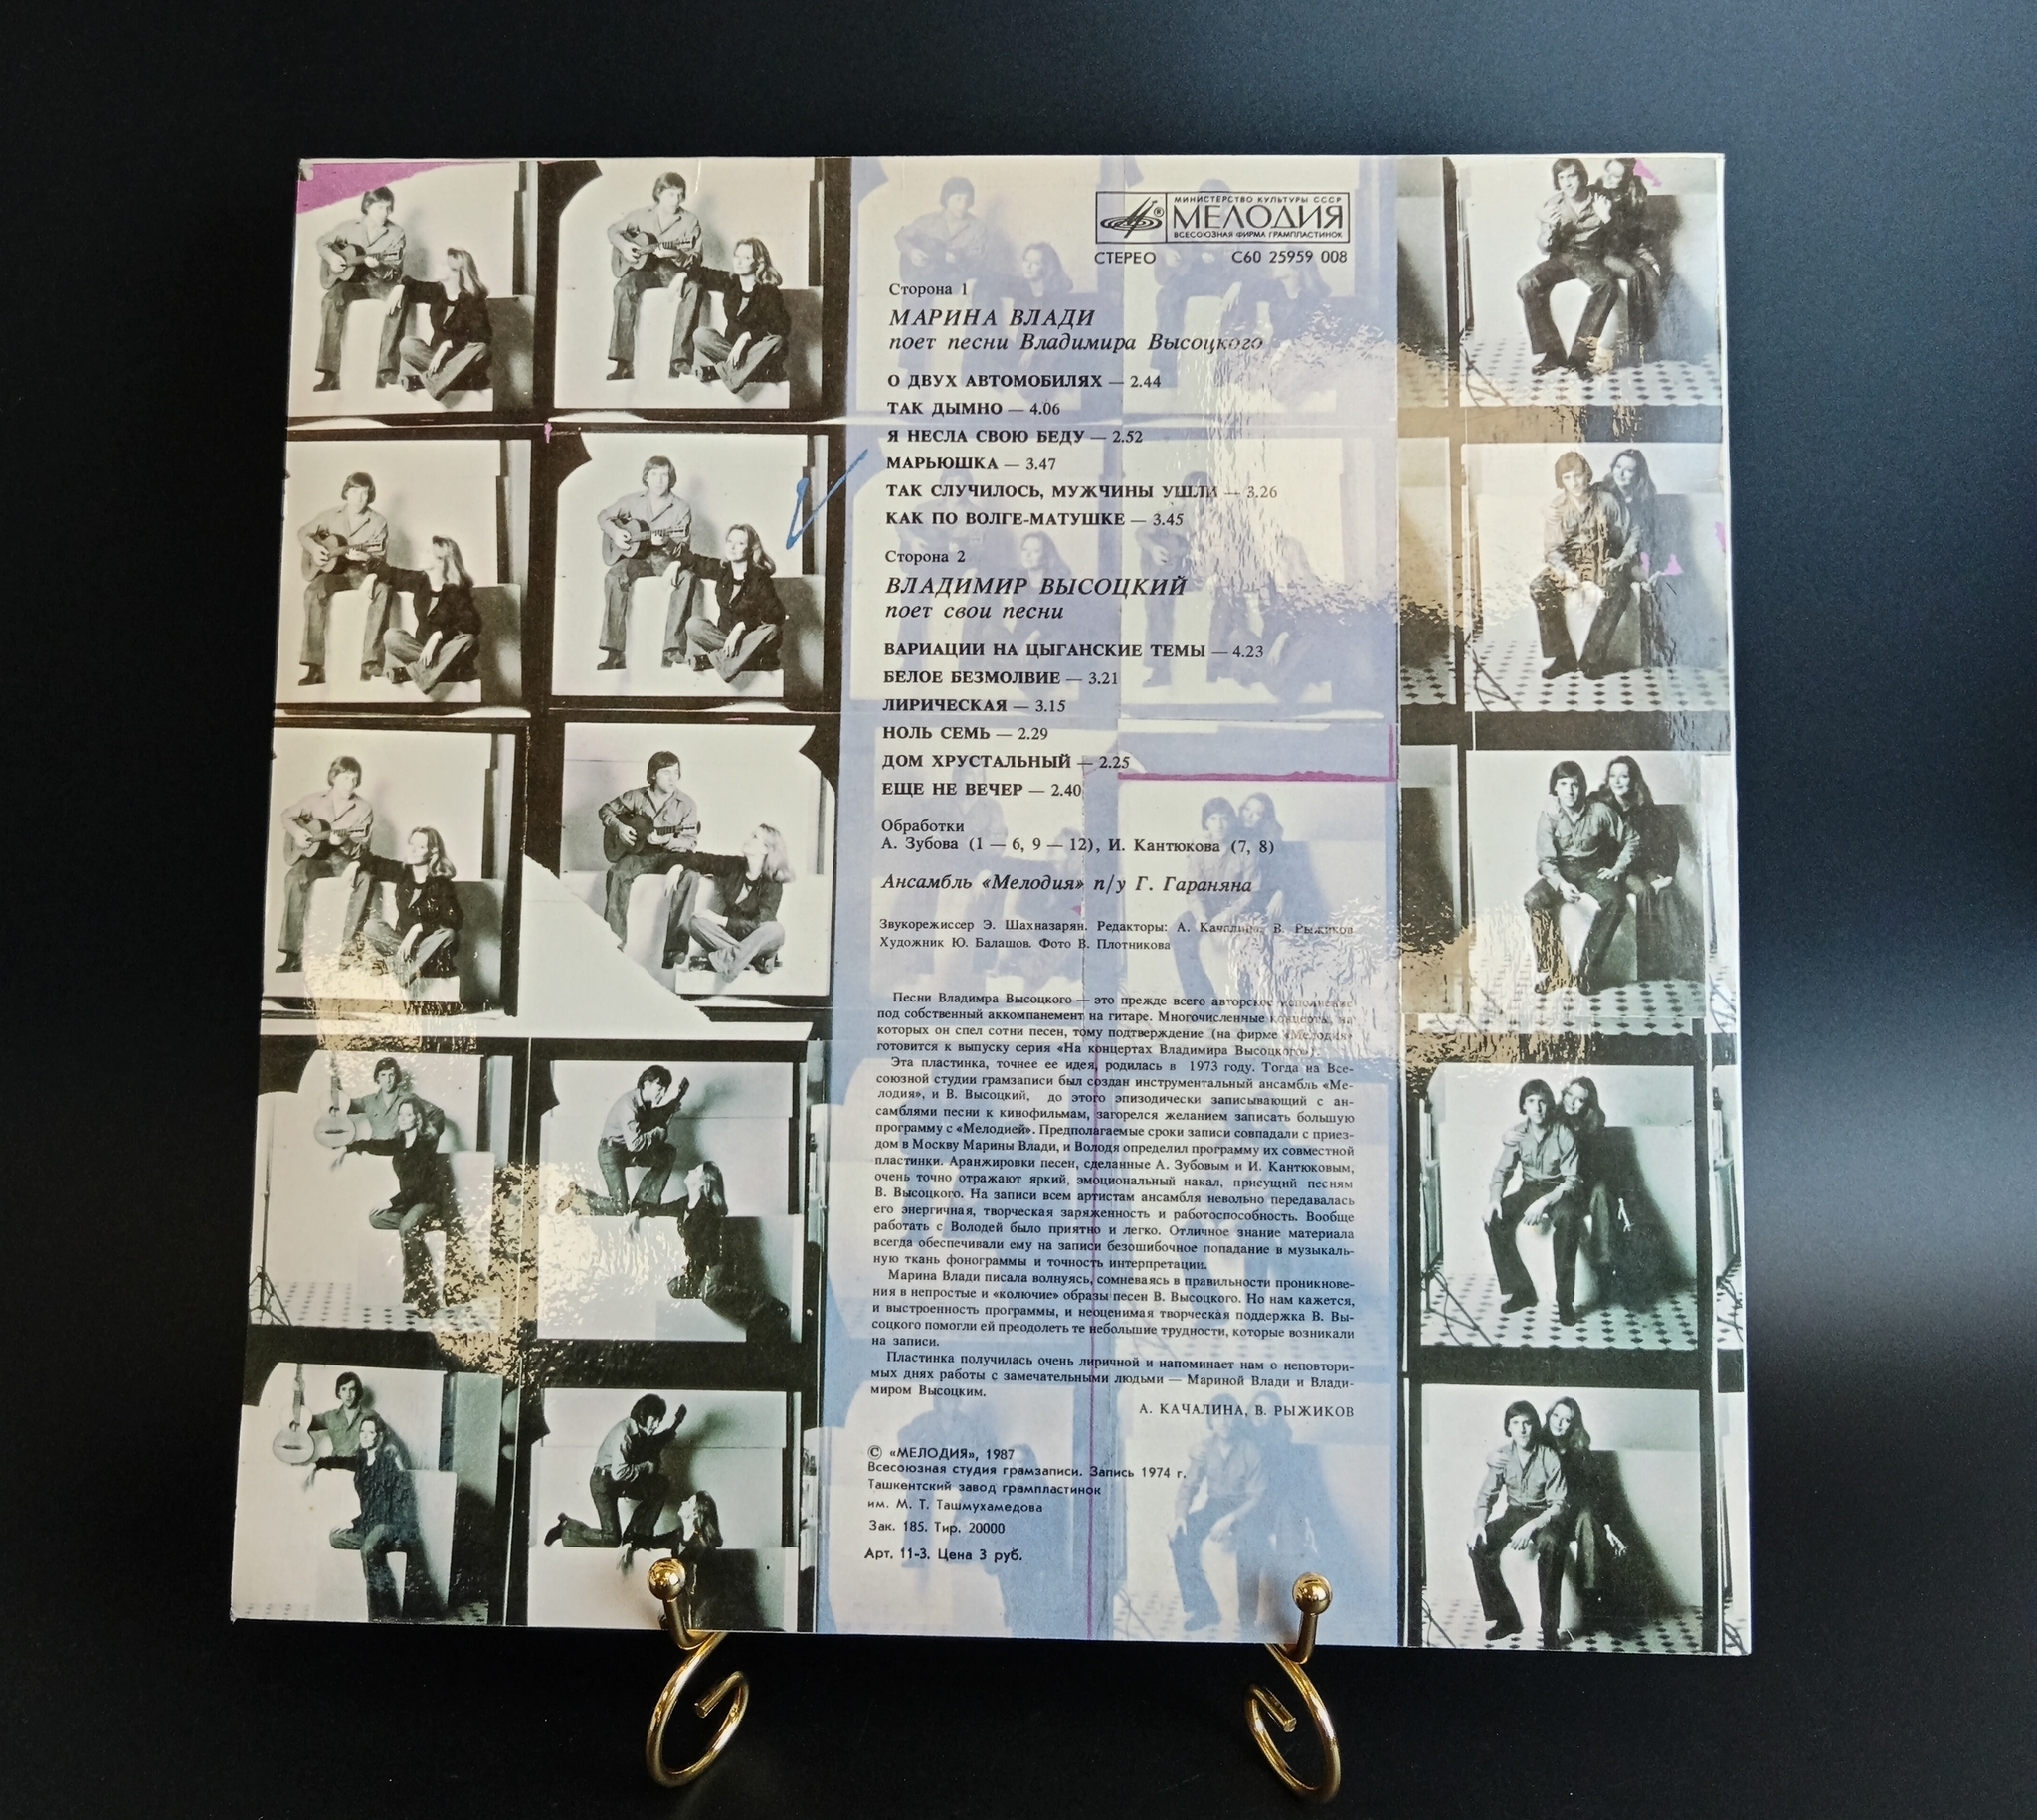 МИНИСТЕРСТВО КУЛЬТУРЫ СССР
МЕЛОДИЯ
ВСЕСОЮЗНАЯ ФИРМА ГРАМПЛАСТИНОК
СТЕРЕО С60 25959 008
Сторона 1
МАРИНА ВЛАДИ
поет песни Владимира Высоцкого
О ДВУХ АВТОМОБИЛЯХ — 2.44
ТАК ДЫМНО — 4.06
Я НЕСЛА СВОЮ БЕДУ — 2.52
МАРЬЮШКА — 3.47
ТАК СЛУЧИЛОСЬ, МУЖЧИНЫ УШЛИ — 3.26
КАК ПО ВОЛГЕ-МАТУШКЕ — 3.45
Сторона 2
ВЛАДИМИР ВЫСОЦКИЙ
поет свои песни
ВАРИАЦИИ НА ЦЫГАНСКИЕ ТЕМЫ — 4.23
БЕЛОЕ БЕЗМОЛВИЕ — 3.21
ЛИРИЧЕСКАЯ — 3.15
НОЛЬ СЕМЬ — 2.29
ДОМ ХРУСТАЛЬНЫЙ — 2.25
ЕЩЕ НЕ ВЕЧЕР — 2.40
Обработки
А. Зубова (1 — 6, 9 — 12), И. Кантюкова (7, 8)
Ансамбль «Мелодия» п/у Г. Гараняна
Звукорежиссер Э. Шахназарян. Редакторы: А. Качалина, В. Рыжиков
Художник Ю. Балашов. Фото В. Плотникова
Песни Владимра Высоцкого — это прежде всего авторское исполнение
под собственный аккомпанемент на гитаре. Многочисленные концерты, на
которых он спел сотни песен, тому подтверждение (на фирме «Мелодия»
готовится к выпуску серия «На концертах Владимира Высоцкого»).
Эта пластинка, точнее ее идея, родилась в 1973 году. Тогда на Все-
союзной студии грамзаписи был создан инструментальный ансамбль «Ме-
лодия», и В. Высоцкий, до этого эпизодически записывающий с ан-
самблями песни к кинофильмам, загорелся желанием записать большую
программу с «Мелодией». Предполагаемые сроки записи совпадали с приез-
дом в Москву Марины Влади, и Володя определил программу их совместной
пластинки. Аранжировки песен, сделанные А. Зубовым и И. Кантюковым,
очень точно отражают яркий, эмоциональный накал, присущий песням
В. Высоцкого. На записи всем артистам ансамбля невольно передавалась
его энергичная, творческая заряженность и работоспособность. Вообще
работать с Володей было приятно и легко. Отличное знание материала
всегда обеспечивали ему на записи безошибочное попадание в музыкаль-
ную ткань фонограммы и точность интерпретации.
Марина Влади писала волнуясь, сомневаясь в правильности проникнове-
ния в непростые и «колючие» образы песен В. Высоцкого. Но нам кажется,
и выстроенность программы, и неоценимая творческая поддержка В. Вы-
соцкого помогли ей преодолеть те небольшие трудности, которые возникали
на записи.
Пластинка получилась очень лиричной и напоминает нам о неповтори-
мых днях работы с замечательными людьми — Мариной Влади и Влади-
миром Высоцким.
А. КАЧАЛИНА, В. РЫЖИКОВ
© «МЕЛОДИЯ», 1987
Всесоюзная студия грамзаписи. Запись 1974 г.
Ташкентский завод грампластинок
им. М. Т. Ташмухамедова
Зак. 185. Тир. 20000
Арт. 11-3. Цена 3 руб.